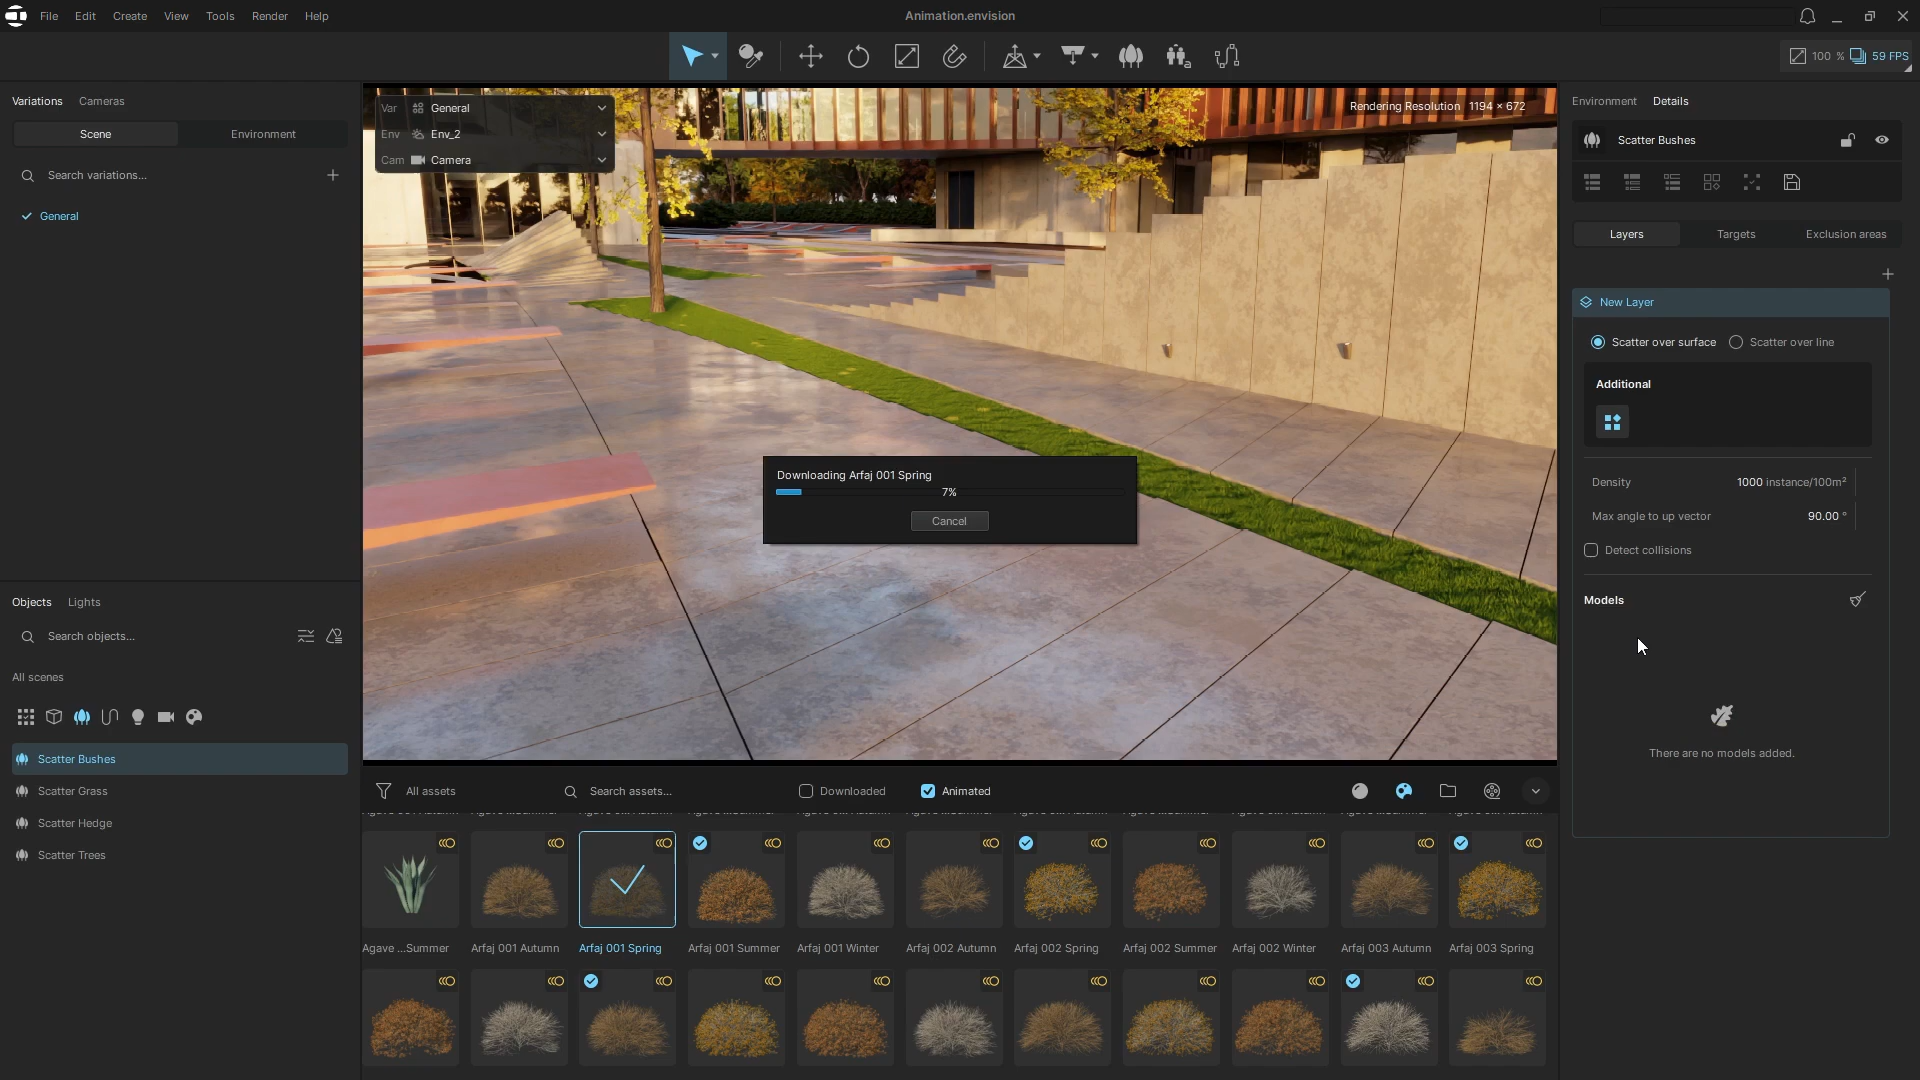 File Edit Create View Tools Render Help
Animation.envision
100 % 59 FPS
Variations Cameras
Scene Environment
Search variations...
General
Var General
Env Env_2
Cam Camera
Rendering Resolution 1194 × 672
Downloading Arfaj 001 Spring
7%
Cancel
Environment Details
Scatter Bushes
Layers Targets Exclusion areas
New Layer
Scatter over surface Scatter over line
Additional
Density 1000 instance/100m²
Max angle to up vector 90.00 °
Detect collisions
Models
There are no models added.
Objects Lights
Search objects...
All scenes
Scatter Bushes
Scatter Grass
Scatter Hedge
Scatter Trees
All assets Search assets... Downloaded Animated
Agave ...Summer Arfaj 001 Autumn Arfaj 001 Spring Arfaj 001 Summer Arfaj 001 Winter Arfaj 002 Autumn Arfaj 002 Spring Arfaj 002 Summer Arfaj 002 Winter Arfaj 003 Autumn Arfaj 003 Spring